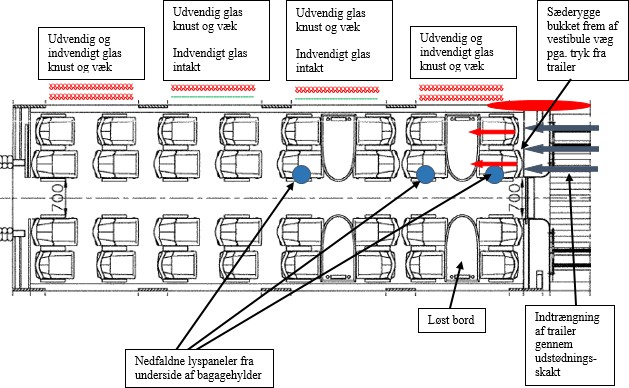 Udvendig og
indvendigt glas
knust og væk
Udvendig glas
knust og væk
Indvendigt glas
intakt
Udvendig glas
knust og væk
Indvendigt glas
intakt
Udvendig og
indvendigt glas
knust og væk
Sæderygge
bukket frem af
vestibule væg
pga. tryk fra
trailer
700
700
Løst bord
Nedfaldne lyspaneler fra
underside af bagagehylder
Indtrængning
af trailer
gennem
udstødnings-
skakt